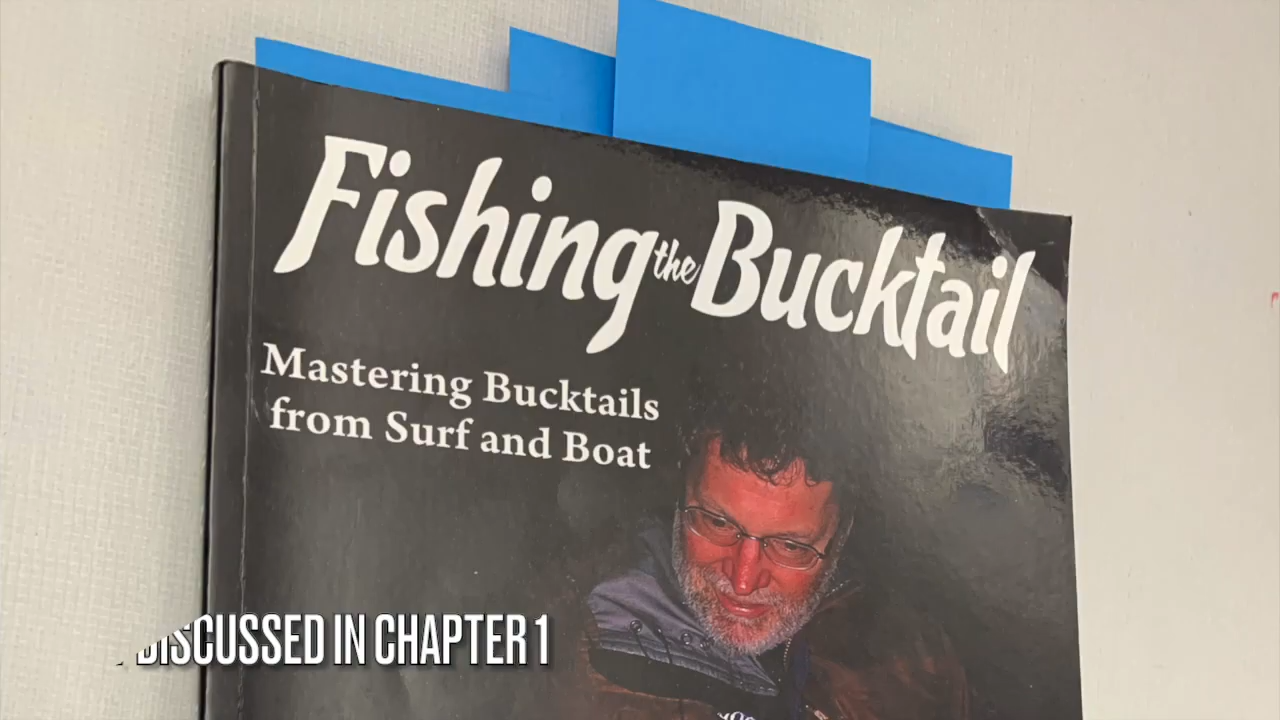 Fishing the Bucktail
Mastering Bucktails
from Surf and Boat
DISCUSSED IN CHAPTER 1